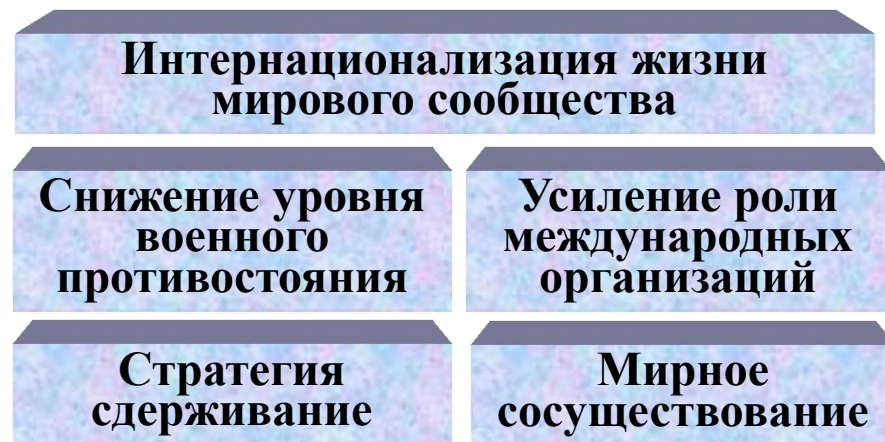 Интернационализация жизни
мирового сообщества
Снижение уровня
военного
противостояния
Усиление роли
международных
организаций
Стратегия
сдерживание
Мирное
сосуществование